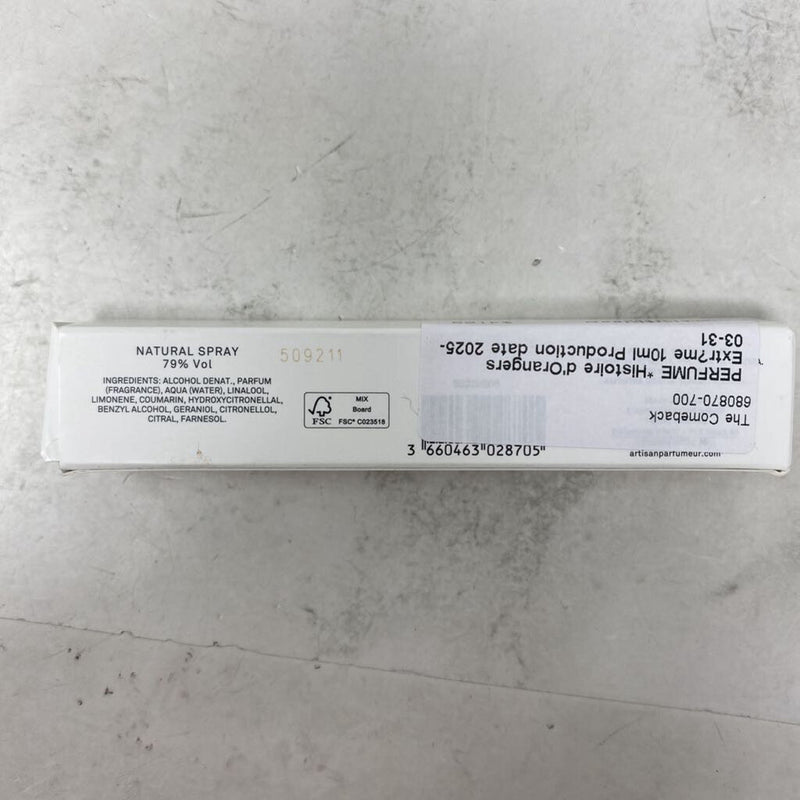 NATURAL SPRAY
79% Vol
509211
INGREDIENTS: ALCOHOL DENAT., PARFUM
(FRAGRANCE), AQUA (WATER), LINALOOL,
LIMONENE, COUMARIN, HYDROXYCITRONELLAL,
BENZYL ALCOHOL, GERANIOL, CITRONELLOL,
CITRAL, FARNESOL.
FSC
MIX
Board
FSC® C023518
3 660463 028705
artisanparfumeur.com
The Comeback
680870-700
PERFUME *Histoire d'Orangers
Extr?me 10ml Production date 2025-
03-31